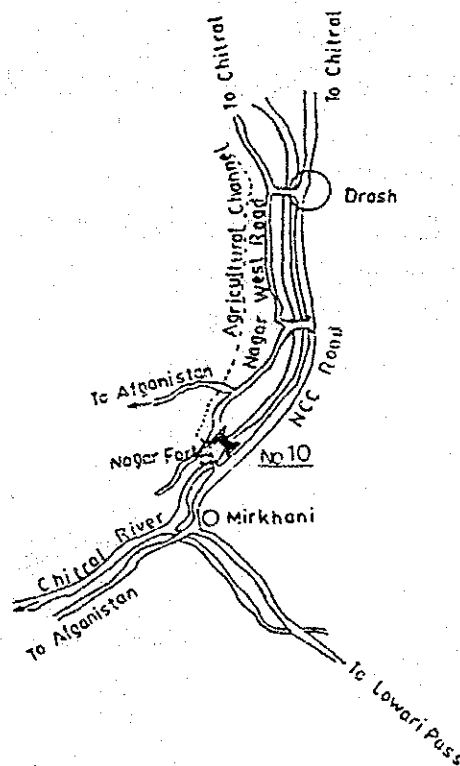 To Chitral
To Chitral
Drosh
Agricultural Channel
Nagar West Road
NCC Road
To Afganistan
Nagar Fort
No 10
Mirkhani
Chitral River
To Afganistan
To Lowari Pass